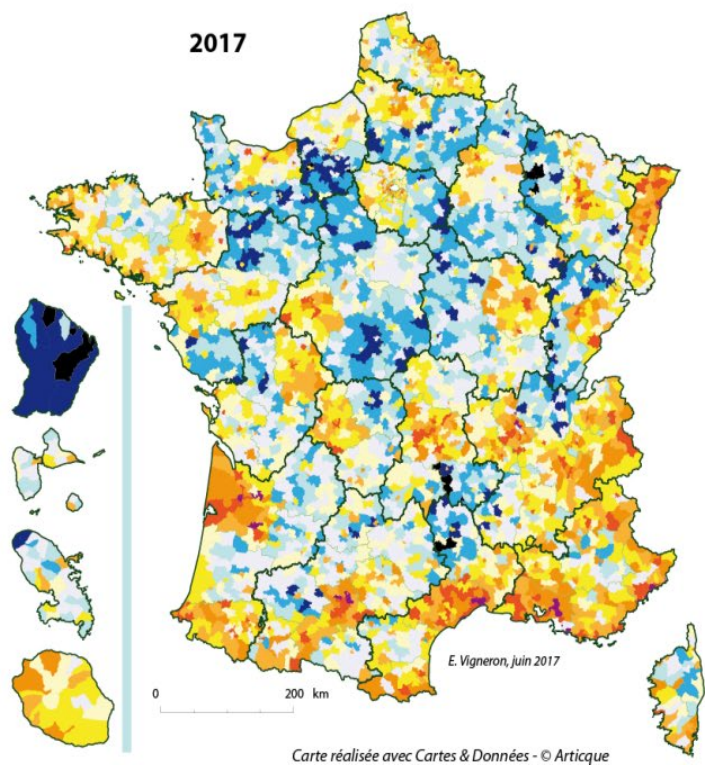 2017
E. Vigneron, juin 2017
0 200 km
Carte réalisée avec Cartes & Données - © Articque